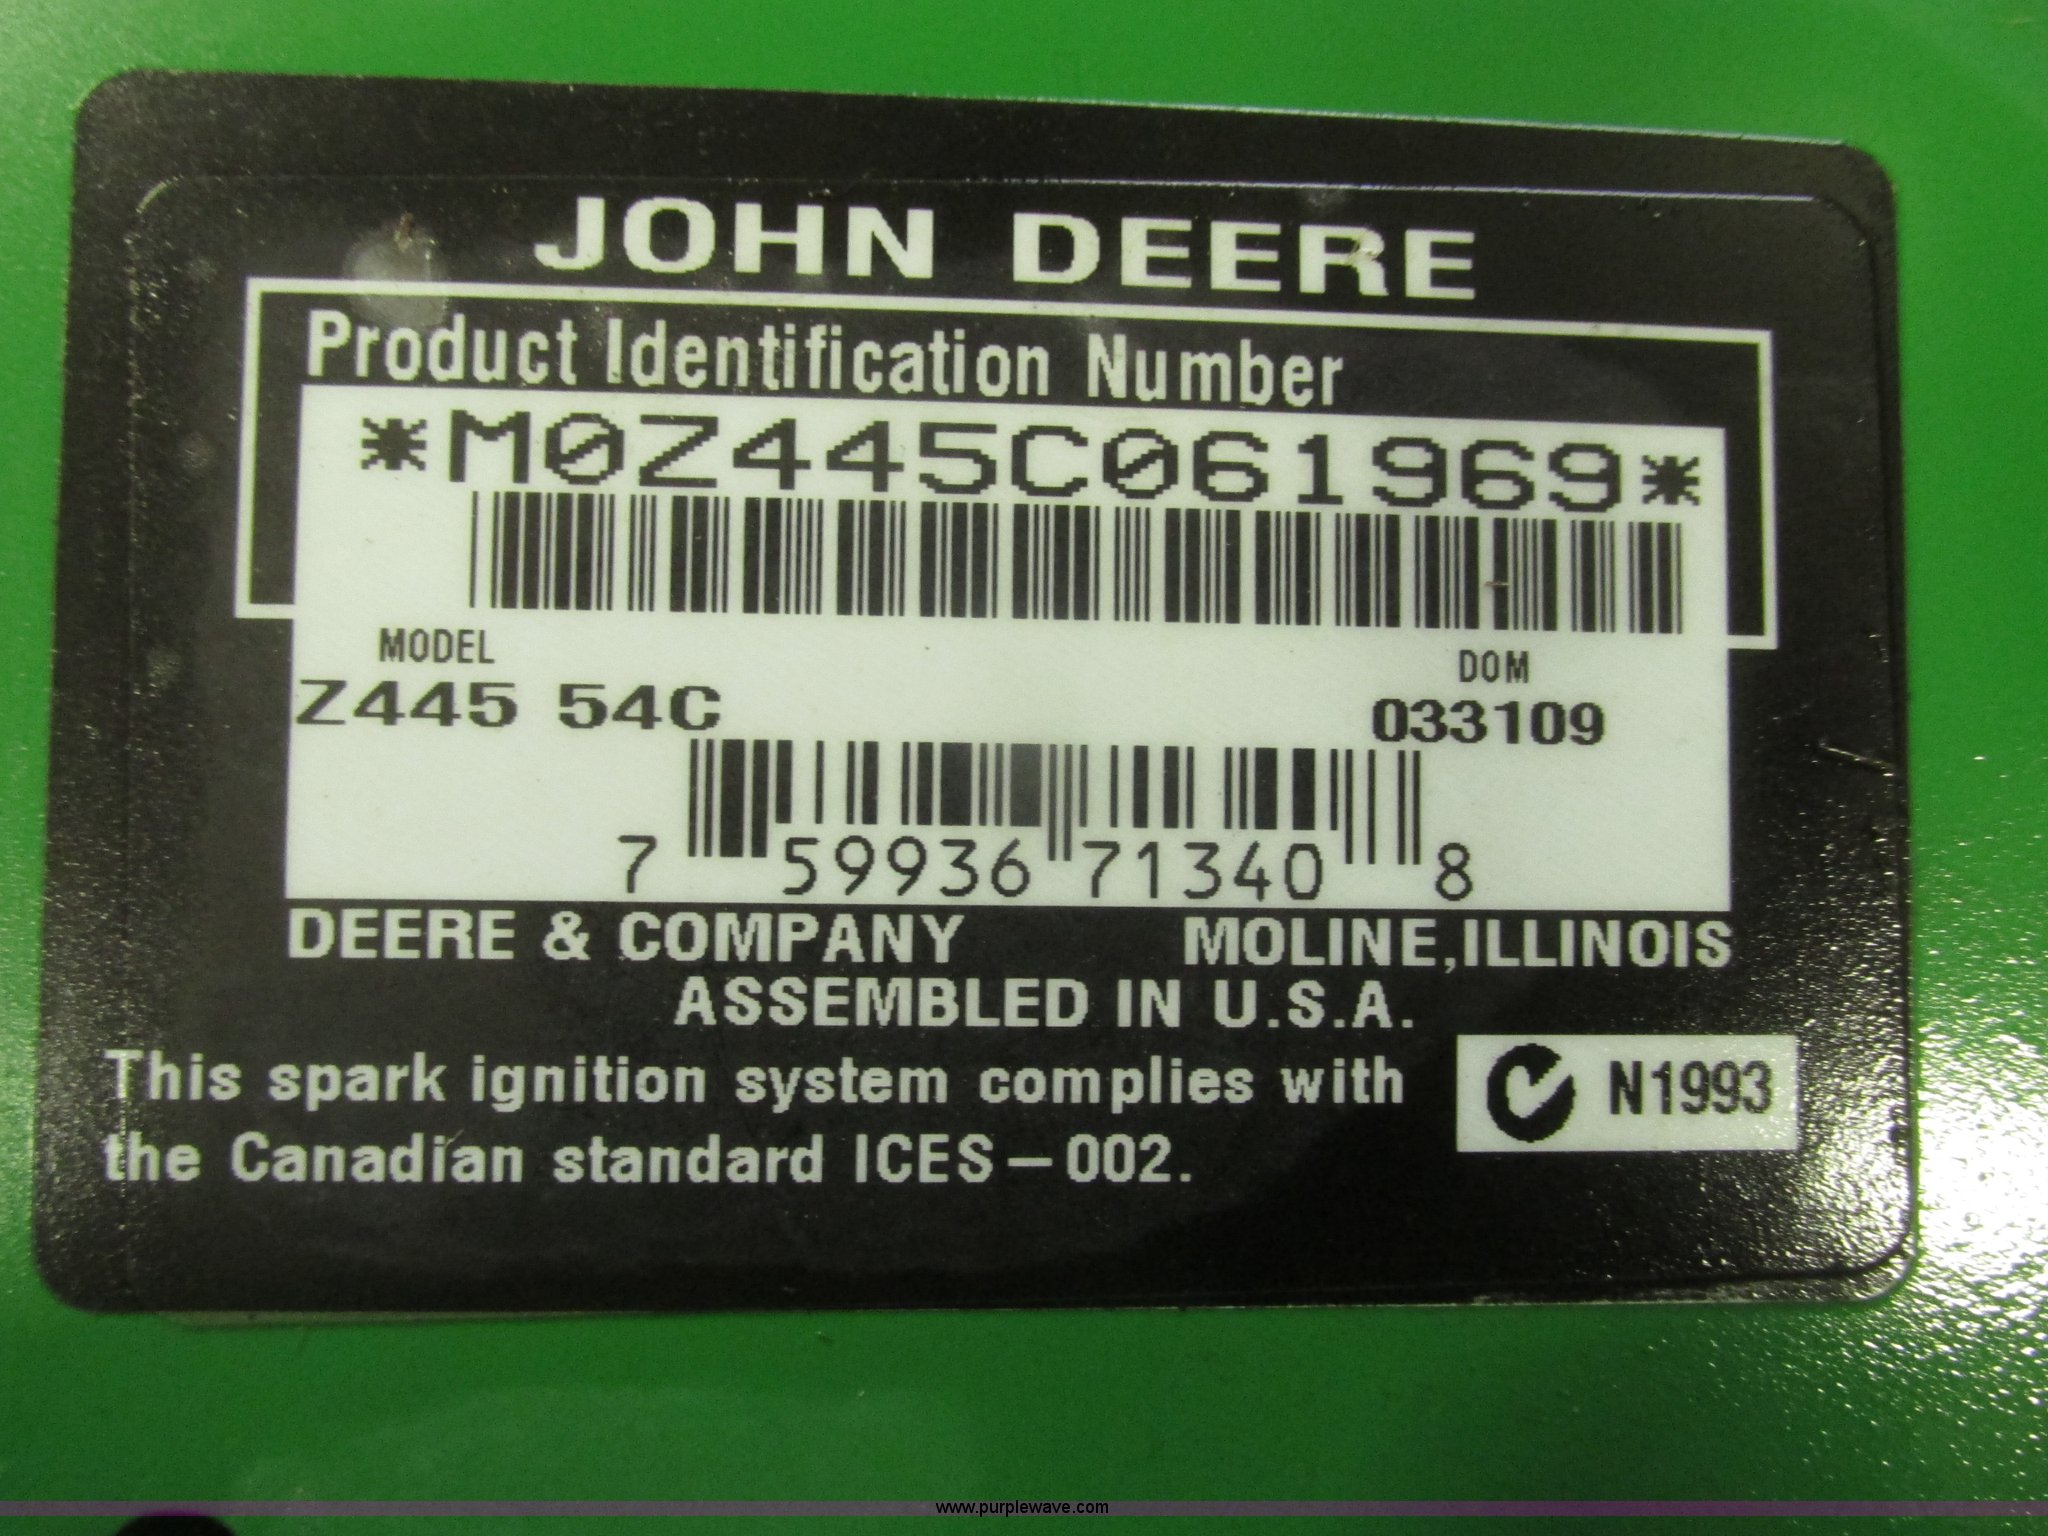 JOHN DEERE
Product Identification Number
*M0Z445C061969*
MODEL DOM
Z445 54C 033109
7 59936 71340 8
DEERE & COMPANY MOLINE, ILLINOIS
ASSEMBLED IN U.S.A.
This spark ignition system complies with
the Canadian standard ICES-002.
N1993
www.purplewave.com